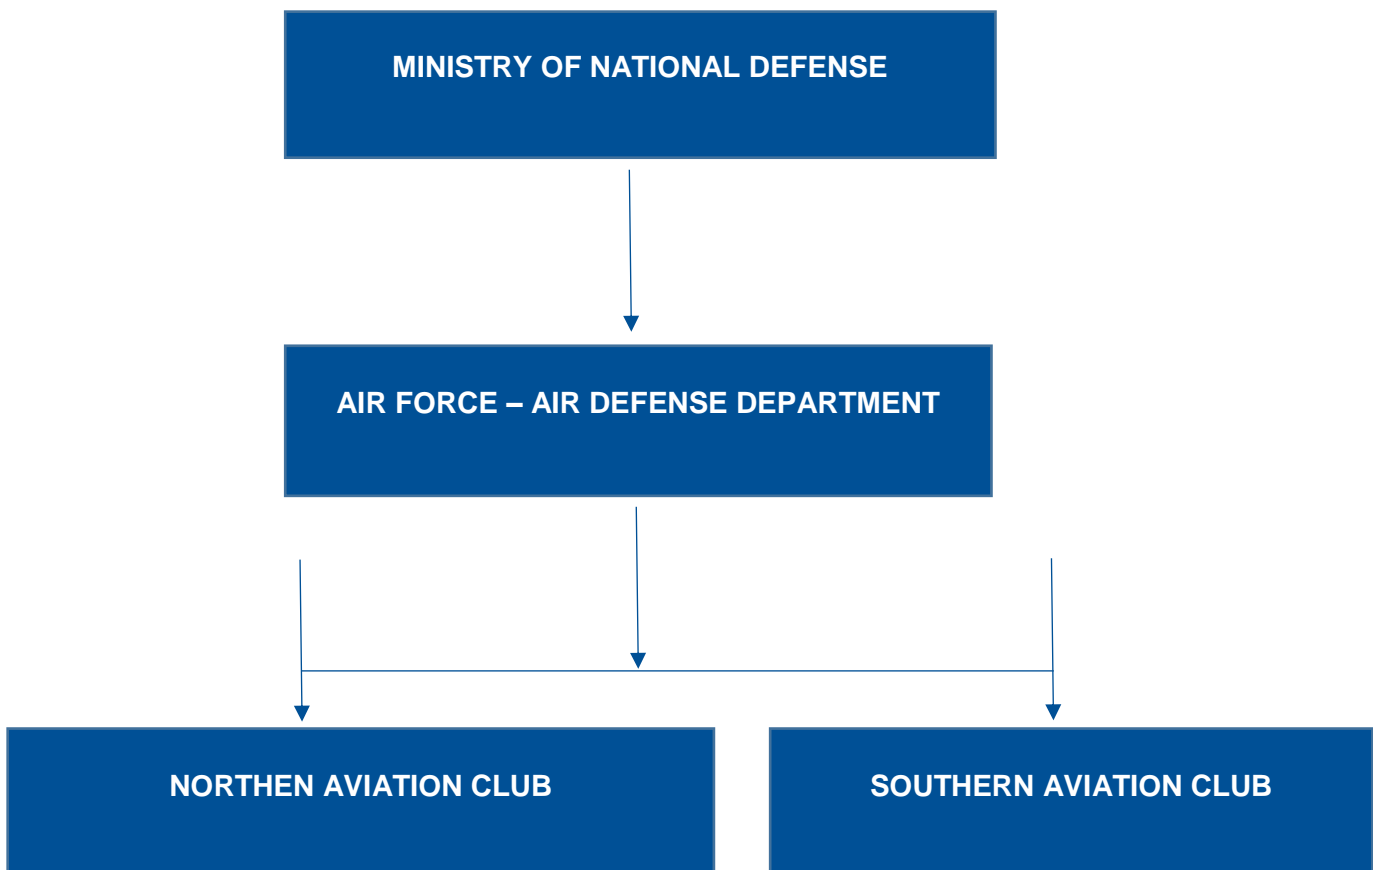 MINISTRY OF NATIONAL DEFENSE
AIR FORCE – AIR DEFENSE DEPARTMENT
NORTHEN AVIATION CLUB
SOUTHERN AVIATION CLUB